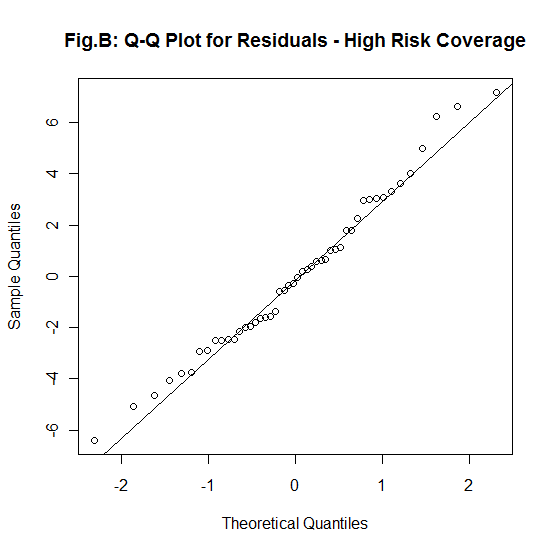 Fig.B: Q-Q Plot for Residuals - High Risk Coverage
6
4
2
0
-2
-4
-6
Sample Quantiles
-2 -1 0 1 2
Theoretical Quantiles